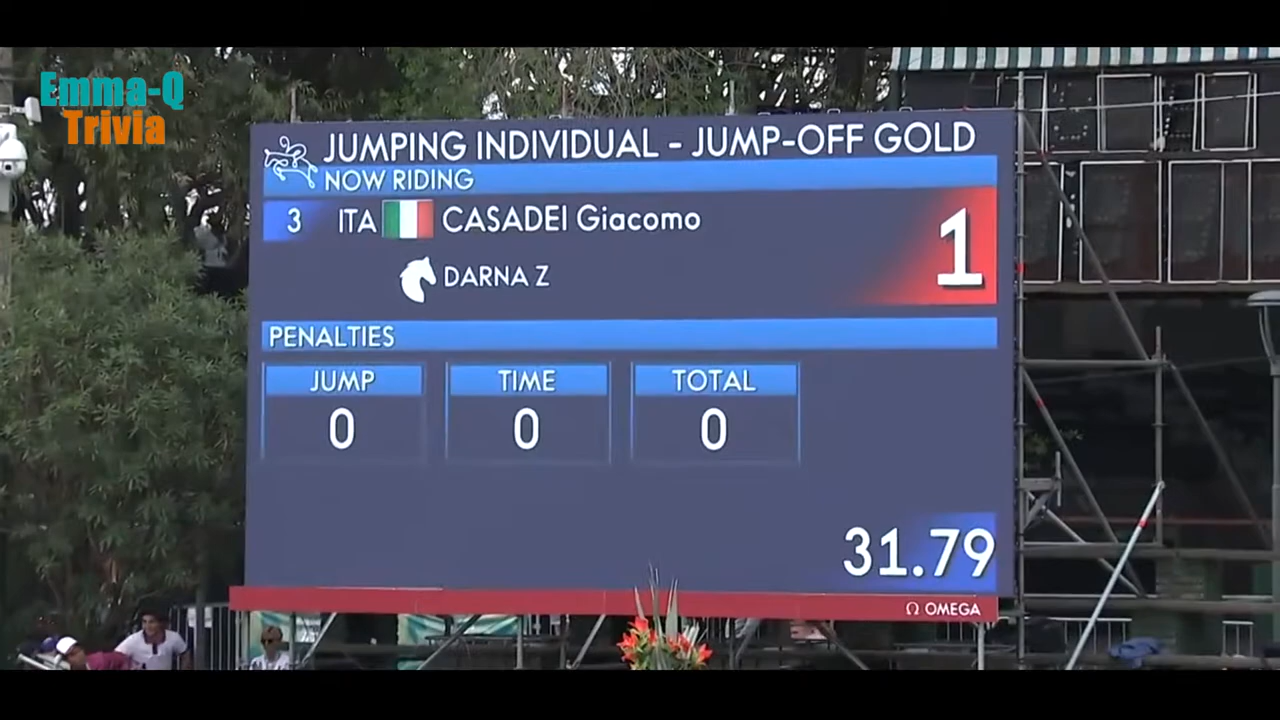 Emma-Q
Trivia
JUMPING INDIVIDUAL - JUMP-OFF GOLD
NOW RIDING
3 ITA CASADEI Giacomo 1
DARNA Z
PENALTIES
JUMP TIME TOTAL
0 0 0
31.79
Ω OMEGA